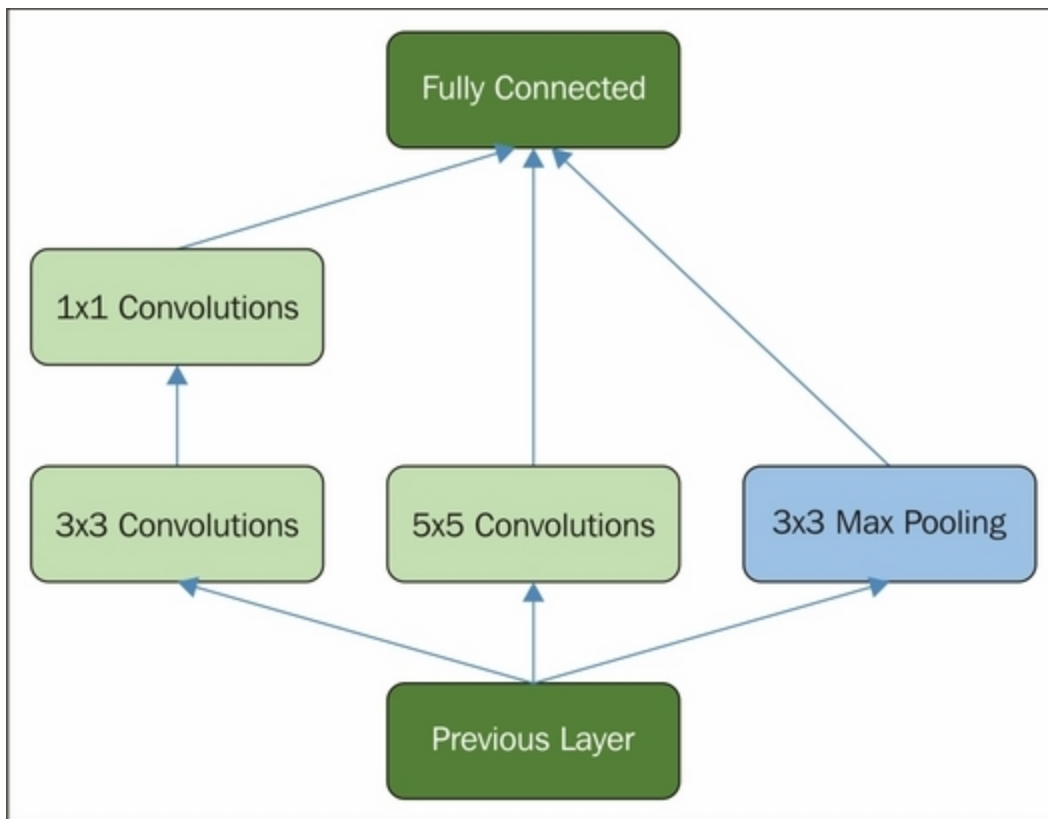 Fully Connected
1x1 Convolutions
3x3 Convolutions
5x5 Convolutions
3x3 Max Pooling
Previous Layer